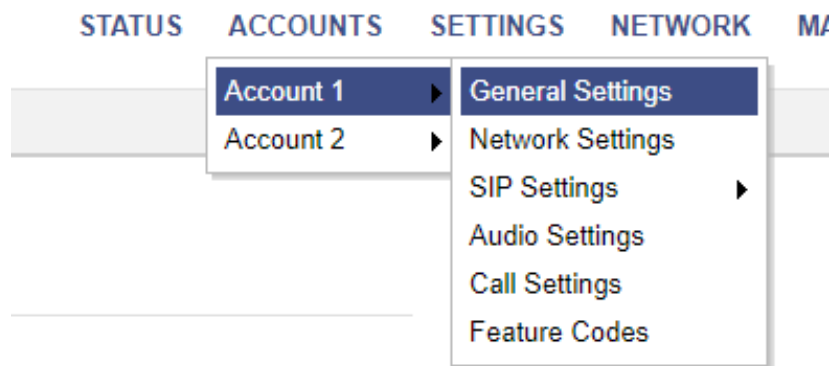 STATUS ACCOUNTS SETTINGS NETWORK
Account 1
Account 2
General Settings
Network Settings
SIP Settings
Audio Settings
Call Settings
Feature Codes